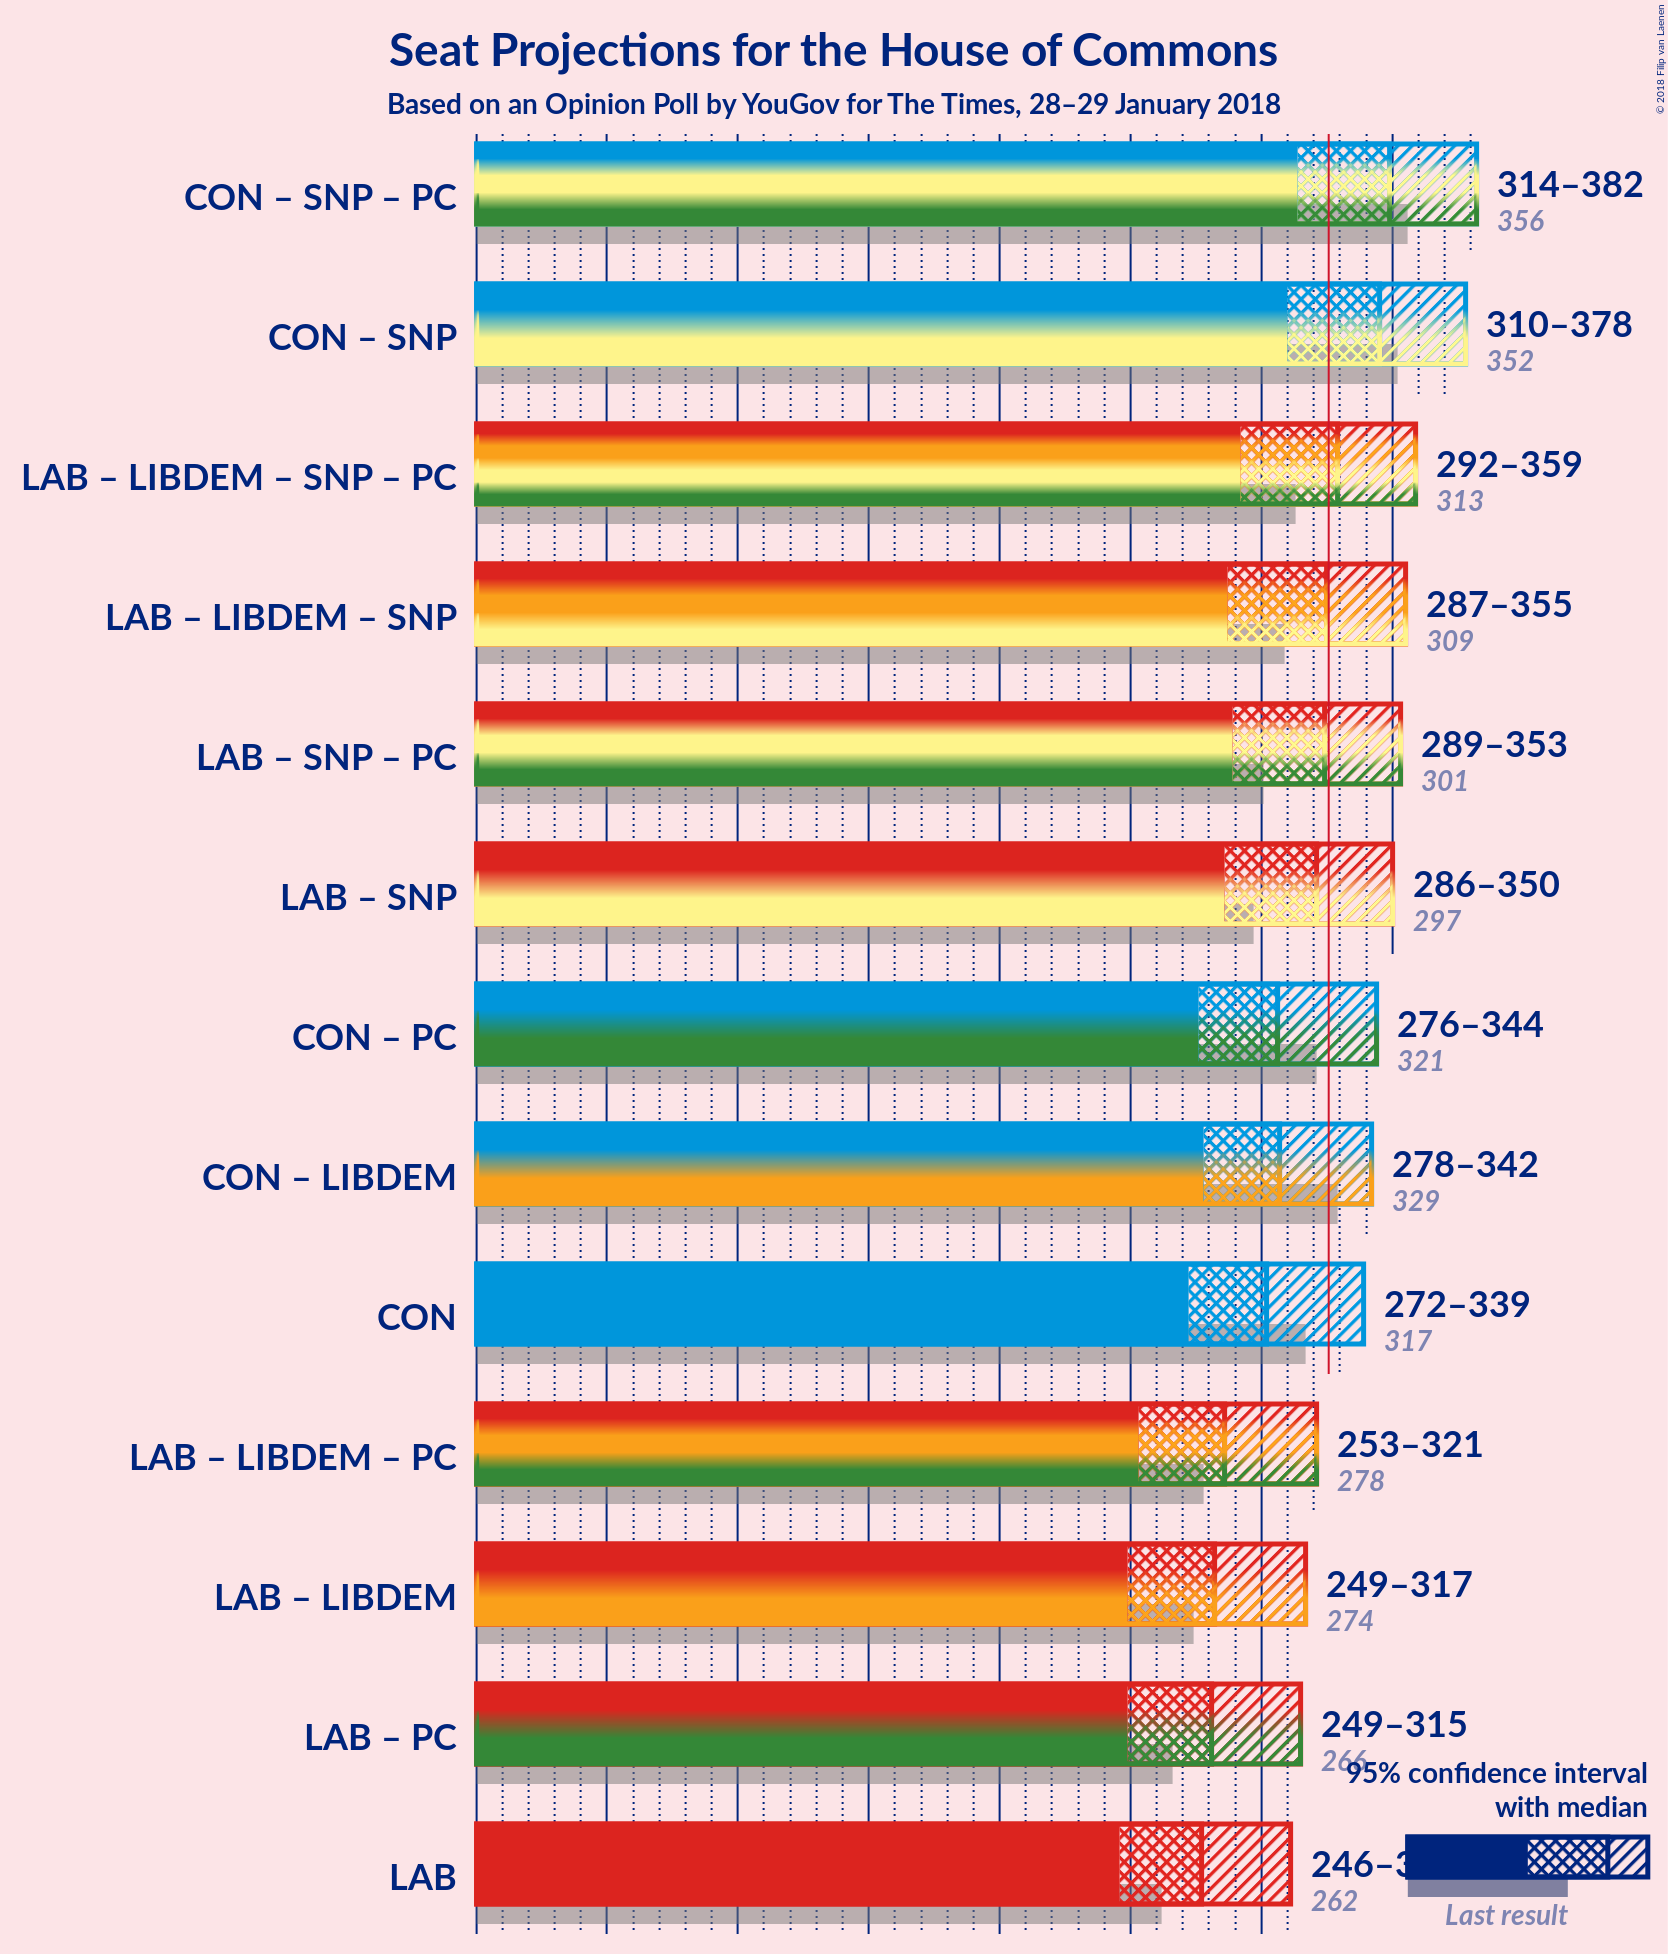 Seat Projections for the House of Commons
Based on an Opinion Poll by YouGov for The Times, 28–29 January 2018
© 2018 Filip van Laenen
CON – SNP – PC
314–382
356
CON – SNP
310–378
352
LAB – LIBDEM – SNP – PC
292–359
313
LAB – LIBDEM – SNP
287–355
309
LAB – SNP – PC
289–353
301
LAB – SNP
286–350
297
CON – PC
276–344
321
CON – LIBDEM
278–342
329
CON
272–339
317
LAB – LIBDEM – PC
253–321
278
LAB – LIBDEM
249–317
274
LAB – PC
249–315
266
95% confidence interval
with median
LAB
262
Last result